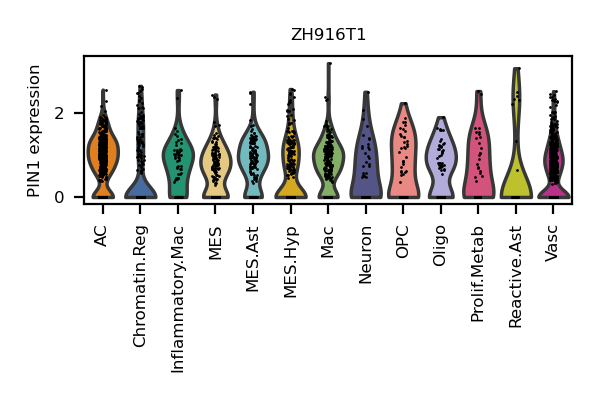 ZH916T1
PIN1 expression
2
0
AC
Chromatin.Reg
Inflammatory.Mac
MES
MES.Ast
MES.Hyp
Mac
Neuron
OPC
Oligo
Prolif.Metab
Reactive.Ast
Vasc